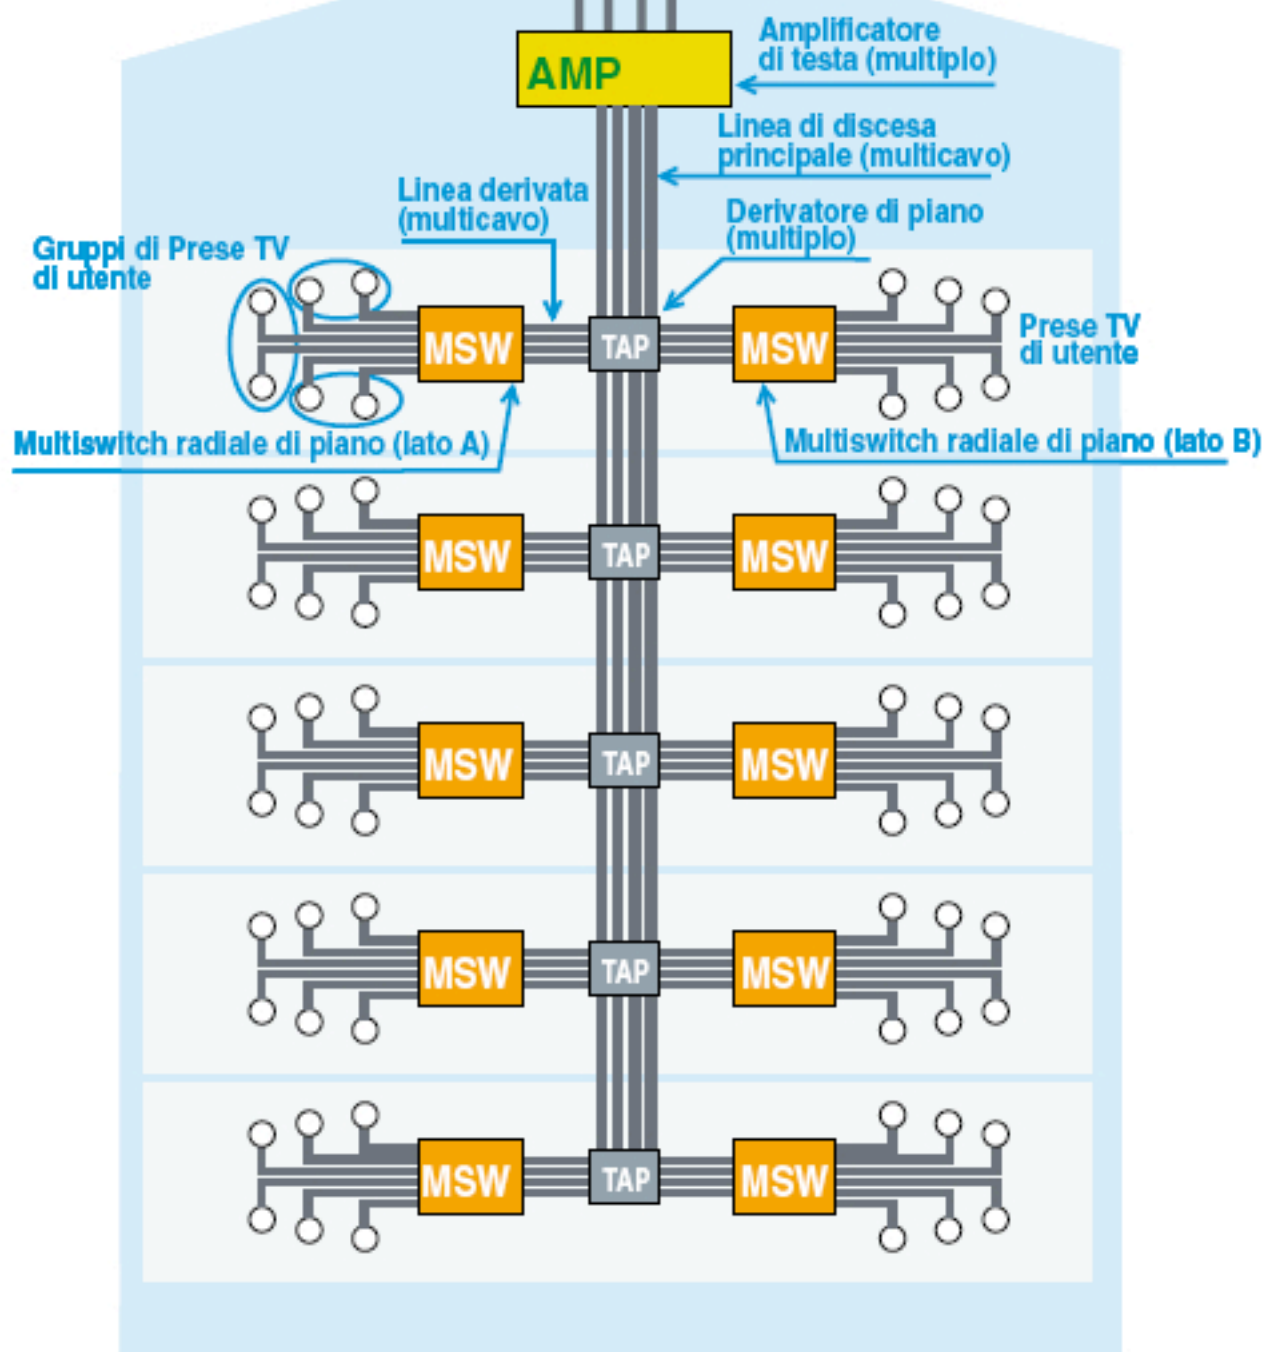 Amplificatore
di testa (multiplo)
AMP
Linea di discesa
principale (multicavo)
Linea derivata
(multicavo)
Derivatore di piano
(multiplo)
Gruppi di Prese TV
di utente
MSW
TAP
MSW
Prese TV
di utente
Multiswitch radiale di piano (lato A)
Multiswitch radiale di piano (lato B)
MSW
TAP
MSW
MSW
TAP
MSW
MSW
TAP
MSW
MSW
TAP
MSW